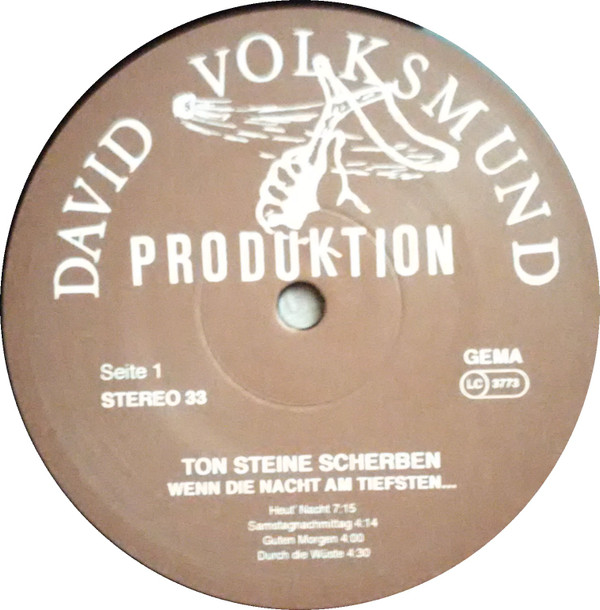 DAVID VOLKSMUND
PRODUKTION
Seite 1
STEREO 33
GEMA
LC 3773
TON STEINE SCHERBEN
WENN DIE NACHT AM TIEFSTEN...
Heut' Nacht 7:15
Samstagnachmittag 4:14
Guten Morgen 4:00
Durch die Wüste 4:30